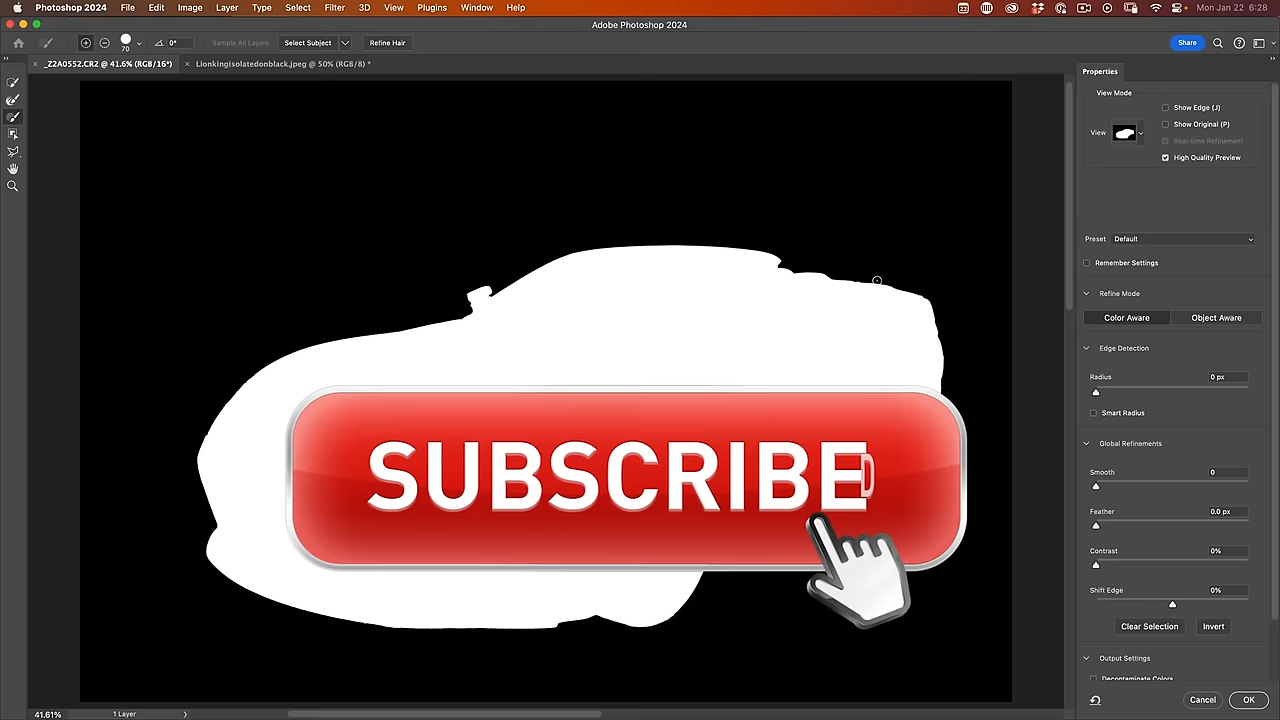 Photoshop 2024 File Edit Image Layer Type Select Filter 3D View Plugins Window Help Mon Jan 22 6:28
Adobe Photoshop 2024
70 0° Sample All Layers Select Subject Refine Hair Share
_Z2A0552.CR2 @ 41.6% (RGB/16*) Lionkingisolatedonblack.jpeg @ 50% (RGB/8) *
Properties
View Mode
Show Edge (J)
Show Original (P)
View
Real-time Refinement
High Quality Preview
Preset Default
Remember Settings
Refine Mode
Color Aware Object Aware
Edge Detection
Radius 0 px
Smart Radius
Global Refinements
Smooth 0
Feather 0.0 px
Contrast 0%
Shift Edge 0%
Clear Selection Invert
Output Settings
Decontaminate Colors
Cancel OK
SUBSCRIBE
41.61% 1 Layer